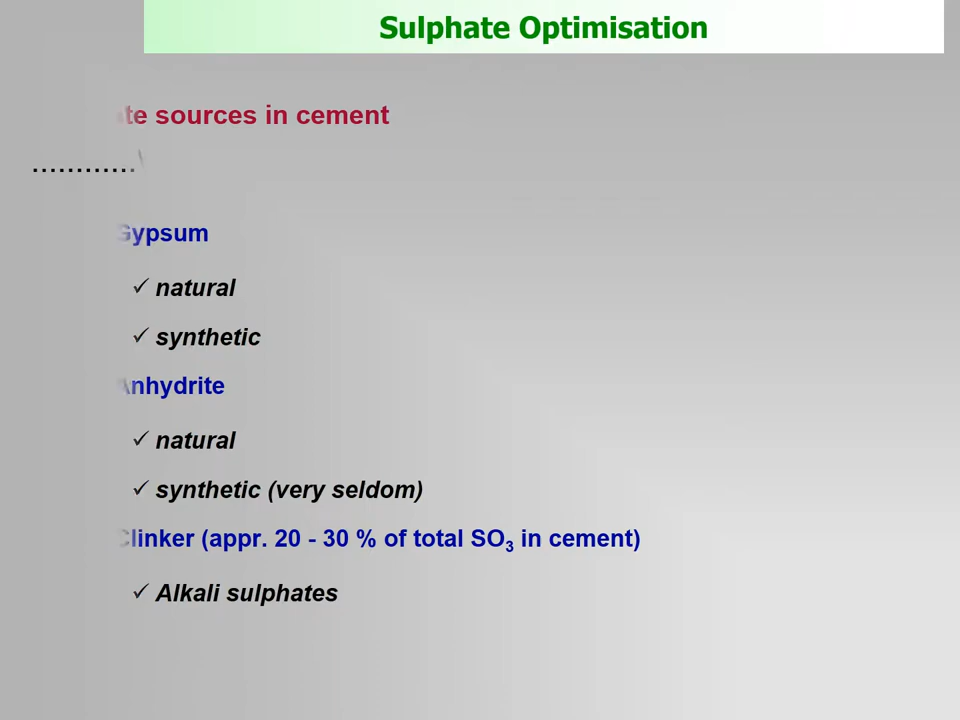 Sulphate Optimisation
sources in cement
............
Gypsum
✓ natural
✓ synthetic
Anhydrite
✓ natural
✓ synthetic (very seldom)
Clinker (appr. 20 - 30 % of total SO₃ in cement)
✓ Alkali sulphates